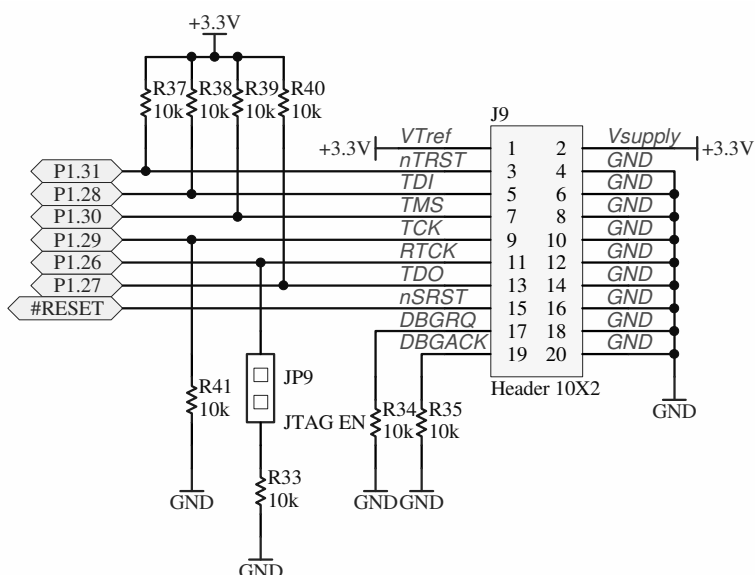 +3.3V
R37
10k
R38
10k
R39
10k
R40
10k
J9
+3.3V
VTref
1
2
Vsupply
+3.3V
P1.31
nTRST
3
4
GND
P1.28
TDI
5
6
GND
P1.30
TMS
7
8
GND
P1.29
TCK
9
10
GND
P1.26
RTCK
11
12
GND
P1.27
TDO
13
14
GND
#RESET
nSRST
15
16
GND
DBGRQ
17
18
GND
DBGACK
19
20
GND
Header 10X2
R41
10k
JP9
JTAG EN
R34
10k
R35
10k
GND
R33
10k
GND
GND
GND
GND